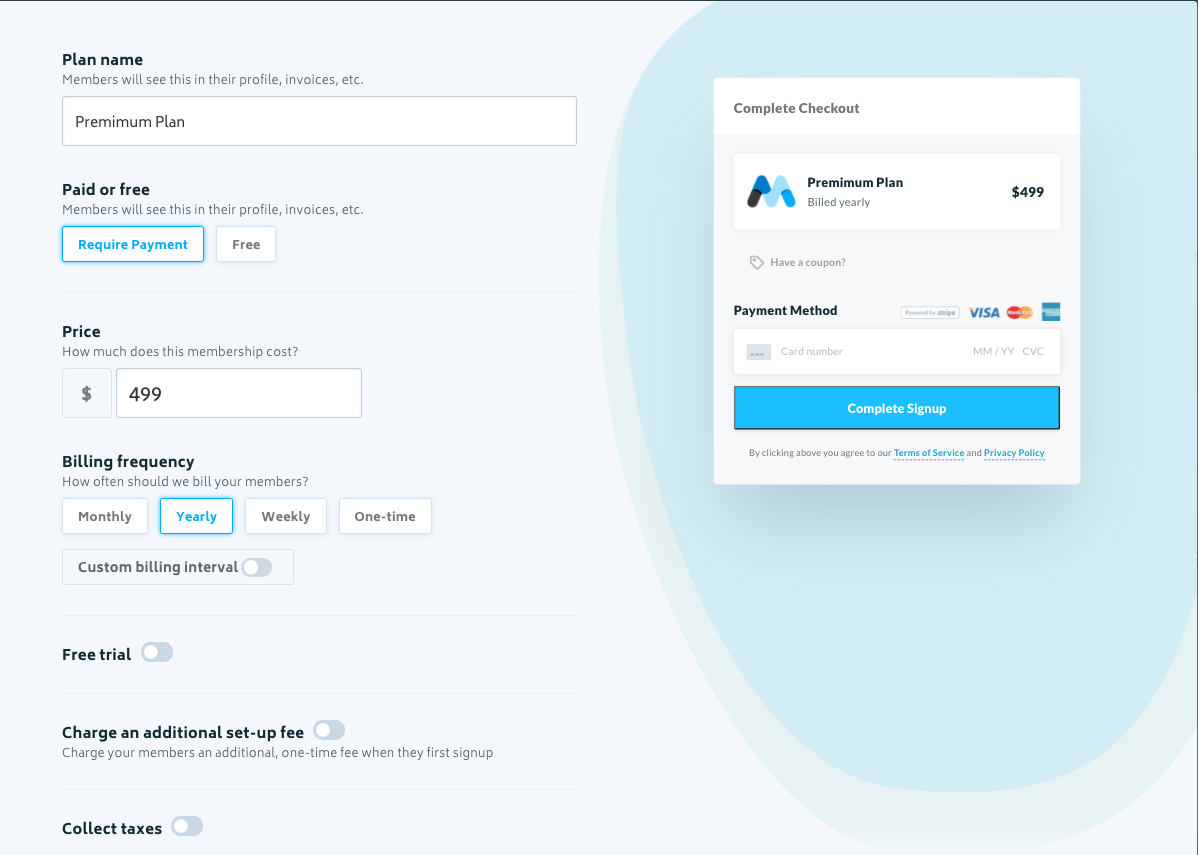 Plan name
Members will see this in their profile, invoices, etc.
Premimum Plan
Paid or free
Members will see this in their profile, invoices, etc.
Require Payment
Free
Price
How much does this membership cost?
$
499
Billing frequency
How often should we bill your members?
Monthly
Yearly
Weekly
One-time
Custom billing interval
Free trial
Charge an additional set-up fee
Charge your members an additional, one-time fee when they first signup
Collect taxes
Complete Checkout
Premimum Plan
$499
Billed yearly
Have a coupon?
Payment Method
Powered by stripe
VISA
Card number
MM / YY CVC
Complete Signup
By clicking above you agree to our Terms of Service and Privacy Policy